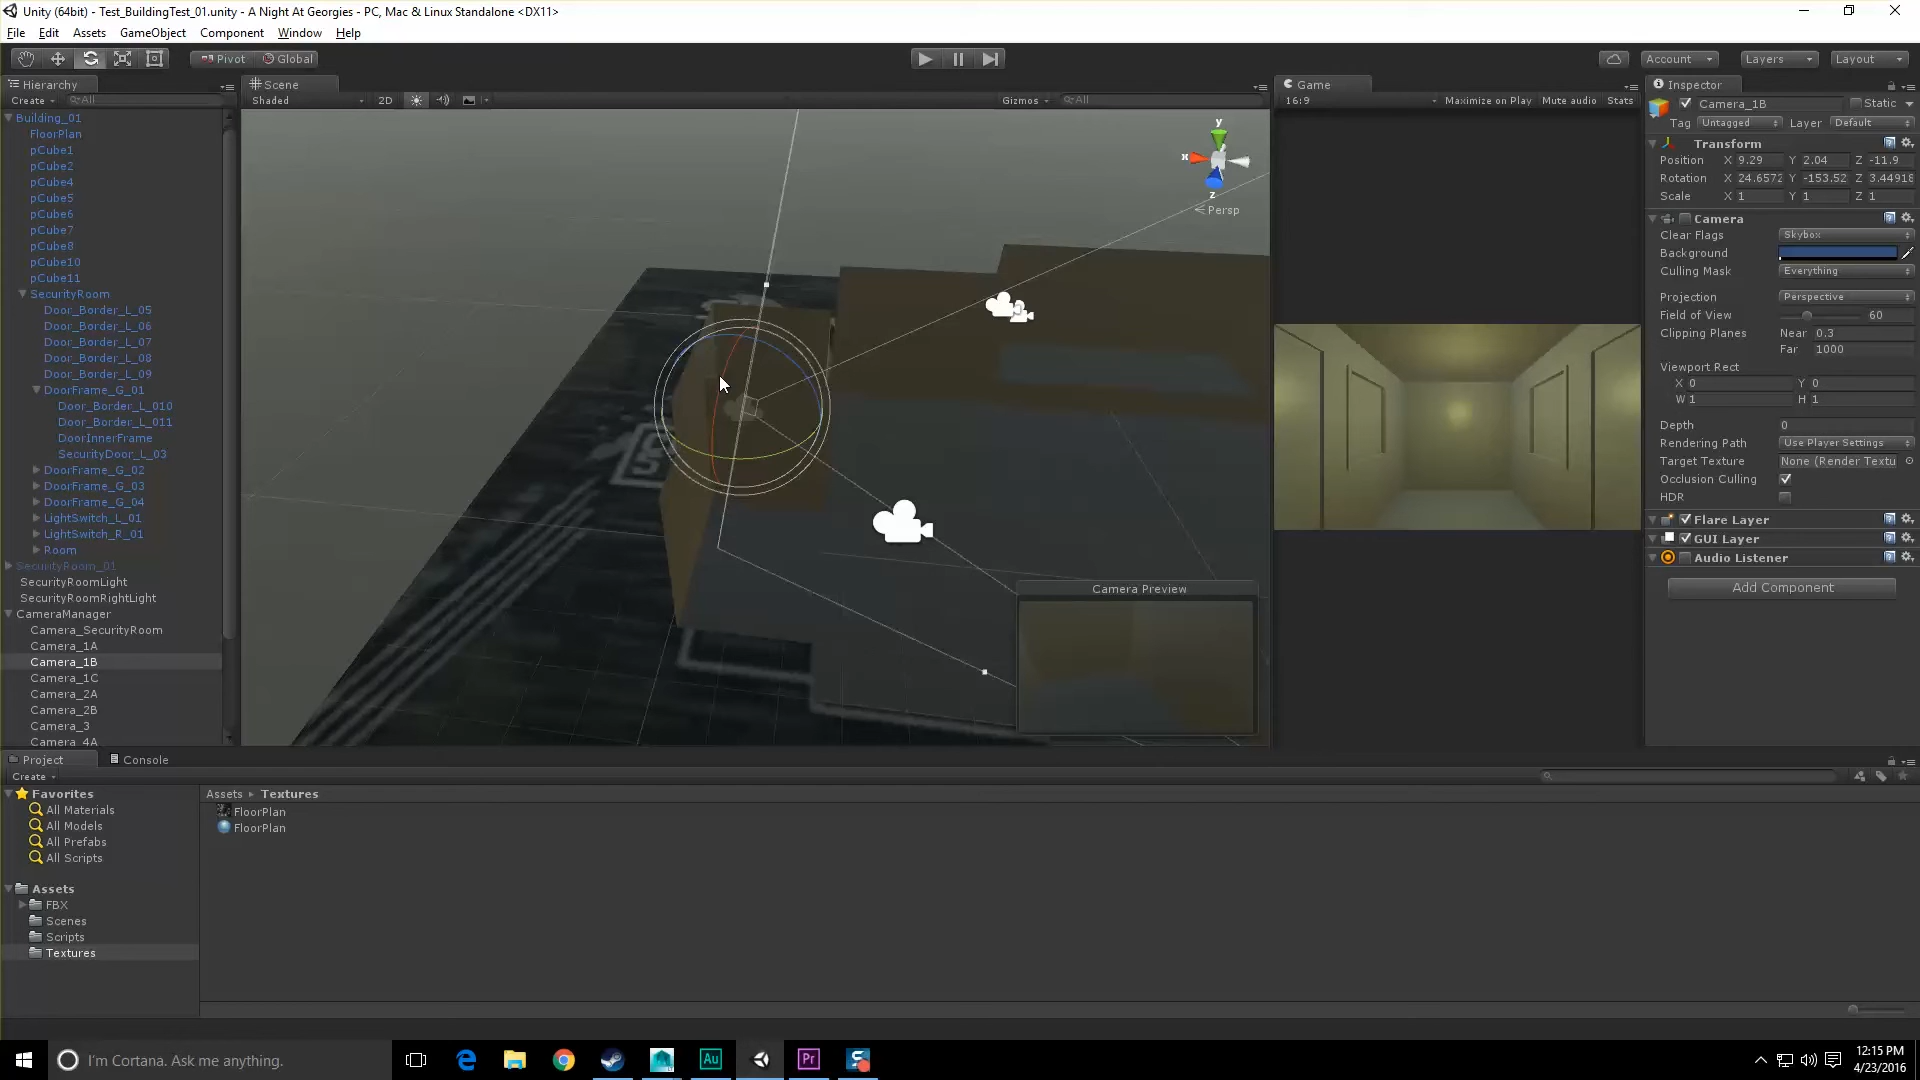 Unity (64bit) - Test_BuildingTest_01.unity - A Night At Georgies - PC, Mac & Linux Standalone <DX11>
File Edit Assets GameObject Component Window Help
Pivot Global Account Layers Layout
Hierarchy Scene Game Inspector
Create All Shaded 2D Gizmos All 16:9 Maximize on Play Mute audio Stats
Camera_1B Static
Tag Untagged Layer Default
Building_01
FloorPlan
pCube1
pCube2
pCube4
pCube5
pCube6
pCube7
pCube8
pCube10
pCube11
SecurityRoom
Door_Border_L_05
Door_Border_L_06
Door_Border_L_07
Door_Border_L_08
Door_Border_L_09
DoorFrame_G_01
Door_Border_L_010
Door_Border_L_011
DoorInnerFrame
SecurityDoor_L_03
DoorFrame_G_02
DoorFrame_G_03
DoorFrame_G_04
LightSwitch_L_01
LightSwitch_R_01
Room
SecurityRoom_01
SecurityRoomLight
SecurityRoomRightLight
CameraManager
Camera_SecurityRoom
Camera_1A
Camera_1B
Camera_1C
Camera_2A
Camera_2B
Camera_3
Camera_4A
y
x
z
Persp
Camera Preview
Transform
Position X 9.29 Y 2.04 Z -11.9
Rotation X 24.6572 Y -153.52 Z 3.44918
Scale X 1 Y 1 Z 1
Camera
Clear Flags Skybox
Background
Culling Mask Everything
Projection Perspective
Field of View 60
Clipping Planes Near 0.3
Far 1000
Viewport Rect
X 0 Y 0
W 1 H 1
Depth 0
Rendering Path Use Player Settings
Target Texture None (Render Textu
Occlusion Culling
HDR
Flare Layer
GUI Layer
Audio Listener
Add Component
Project Console
Create
Favorites
All Materials
All Models
All Prefabs
All Scripts
Assets
FBX
Scenes
Scripts
Textures
Assets Textures
FloorPlan
FloorPlan
I'm Cortana. Ask me anything.
Au
Pr
12:15 PM
4/23/2016